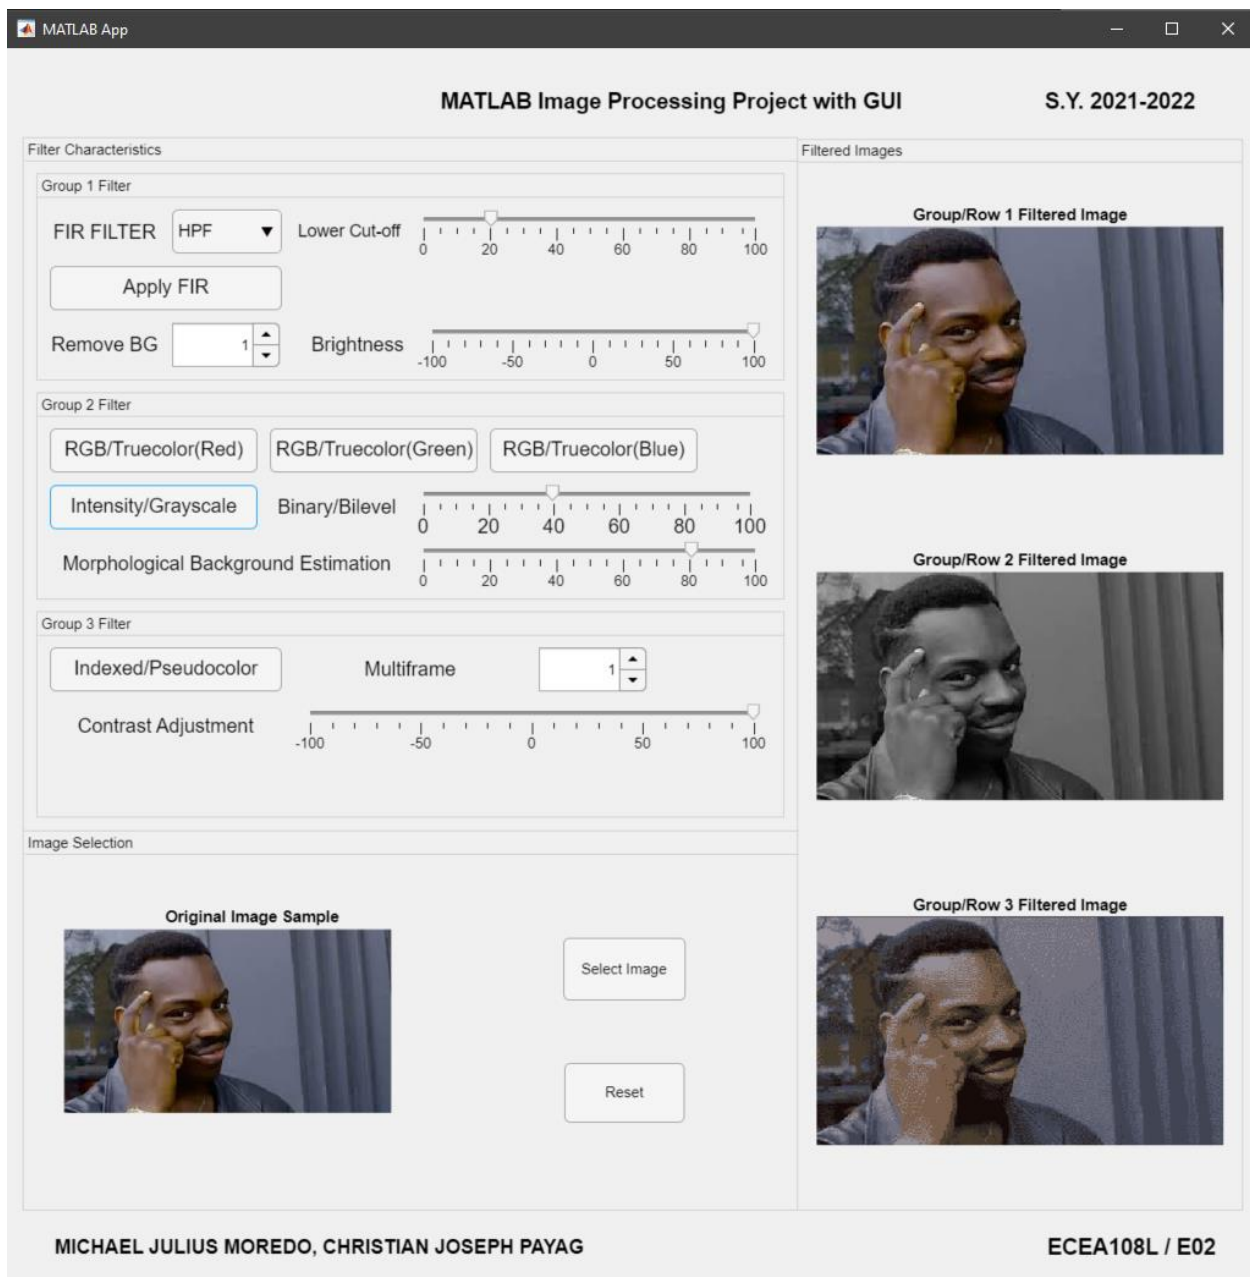 MATLAB App
MATLAB Image Processing Project with GUI S.Y. 2021-2022
Filter Characteristics
Group 1 Filter
FIR FILTER HPF Lower Cut-off
0 20 40 60 80 100
Apply FIR
Remove BG 1 Brightness
-100 -50 0 50 100
Group 2 Filter
RGB/Truecolor(Red) RGB/Truecolor(Green) RGB/Truecolor(Blue)
Intensity/Grayscale Binary/Bilevel
0 20 40 60 80 100
Morphological Background Estimation
0 20 40 60 80 100
Group 3 Filter
Indexed/Pseudocolor Multiframe 1
Contrast Adjustment
-100 -50 0 50 100
Image Selection
Original Image Sample
Select Image
Reset
Filtered Images
Group/Row 1 Filtered Image
Group/Row 2 Filtered Image
Group/Row 3 Filtered Image
MICHAEL JULIUS MOREDO, CHRISTIAN JOSEPH PAYAG ECEA108L / E02